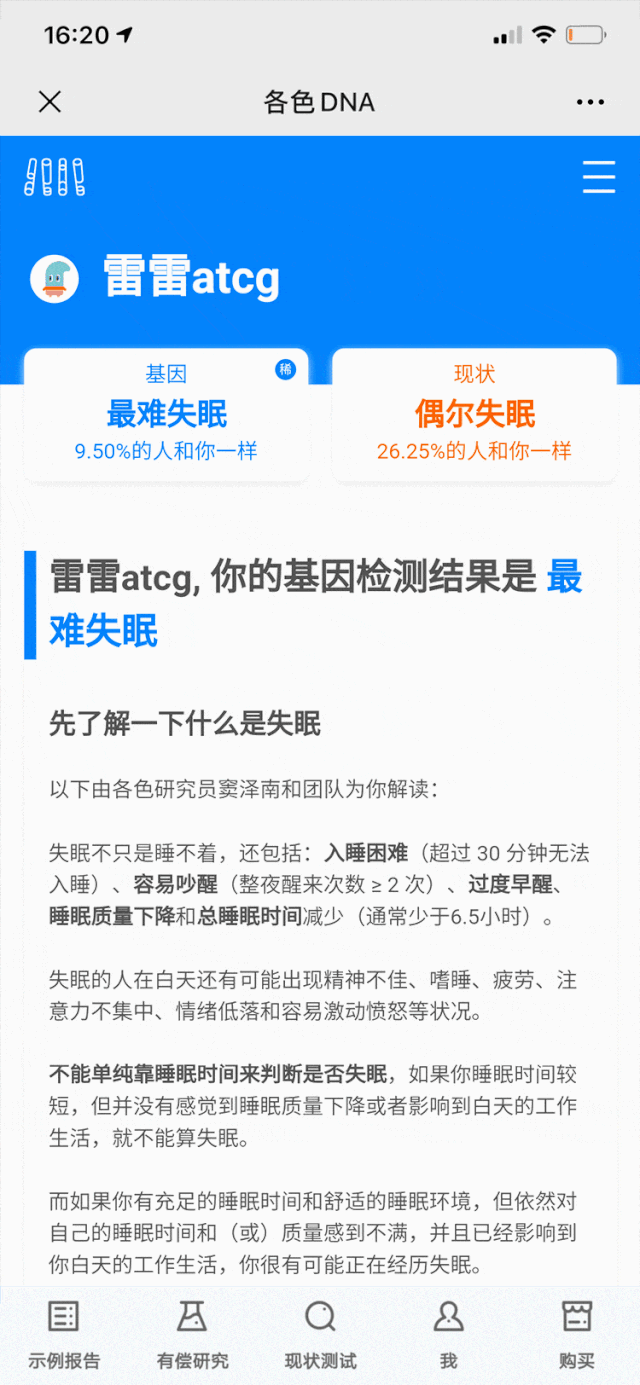 16:20
各色DNA
雷雷atcg
基因
稀
最难失眠
9.50%的人和你一样
现状
偶尔失眠
26.25%的人和你一样
雷雷atcg, 你的基因检测结果是 最
难失眠
先了解一下什么是失眠
以下由各色研究员窦泽南和团队为你解读：
失眠不只是睡不着，还包括：入睡困难（超过 30 分钟无法
入睡）、容易吵醒（整夜醒来次数 ≥ 2 次）、过度早醒、
睡眠质量下降和总睡眠时间减少（通常少于6.5小时）。
失眠的人在白天还有可能出现精神不佳、嗜睡、疲劳、注
意力不集中、情绪低落和容易激动愤怒等状况。
不能单纯靠睡眠时间来判断是否失眠，如果你睡眠时间较
短，但并没有感觉到睡眠质量下降或者影响到白天的工作
生活，就不能算失眠。
而如果你有充足的睡眠时间和舒适的睡眠环境，但依然对
自己的睡眠时间和（或）质量感到不满，并且已经影响到
你白天的工作生活，你很有可能正在经历失眠。
示例报告
有偿研究
现状测试
我
购买